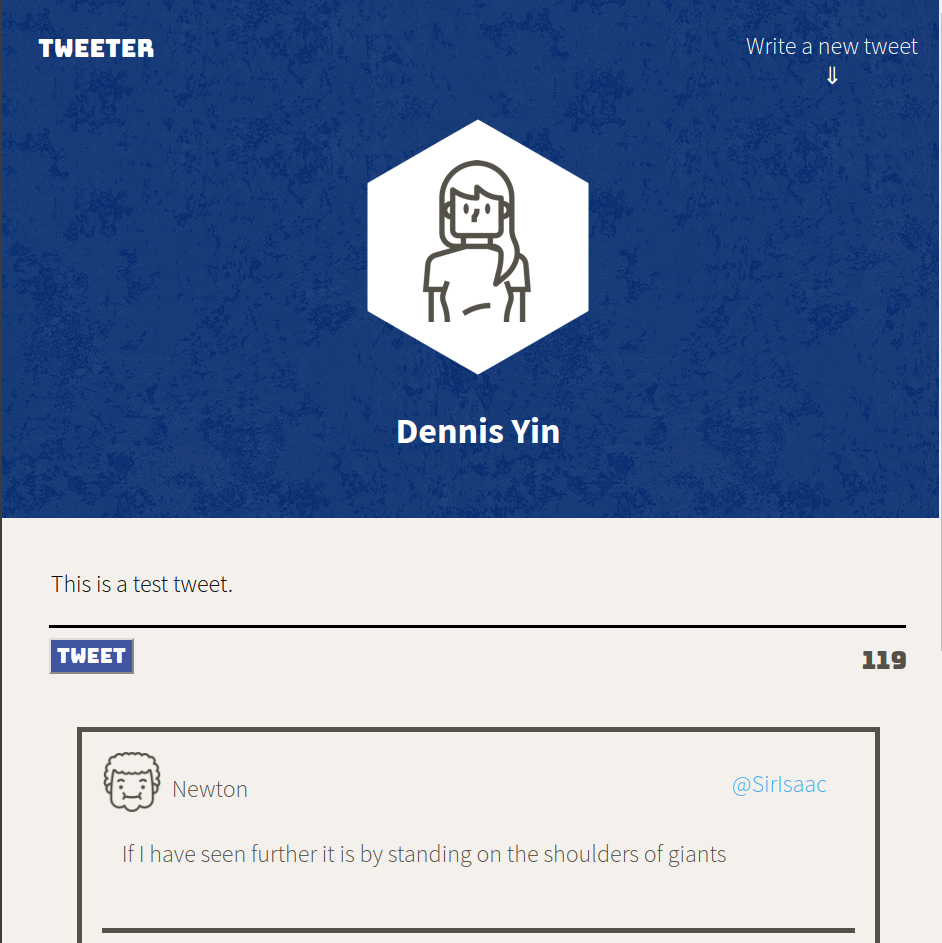 TWEETER
Write a new tweet
⇓
Dennis Yin
This is a test tweet.
TWEET
119
Newton
@SirIsaac
If I have seen further it is by standing on the shoulders of giants